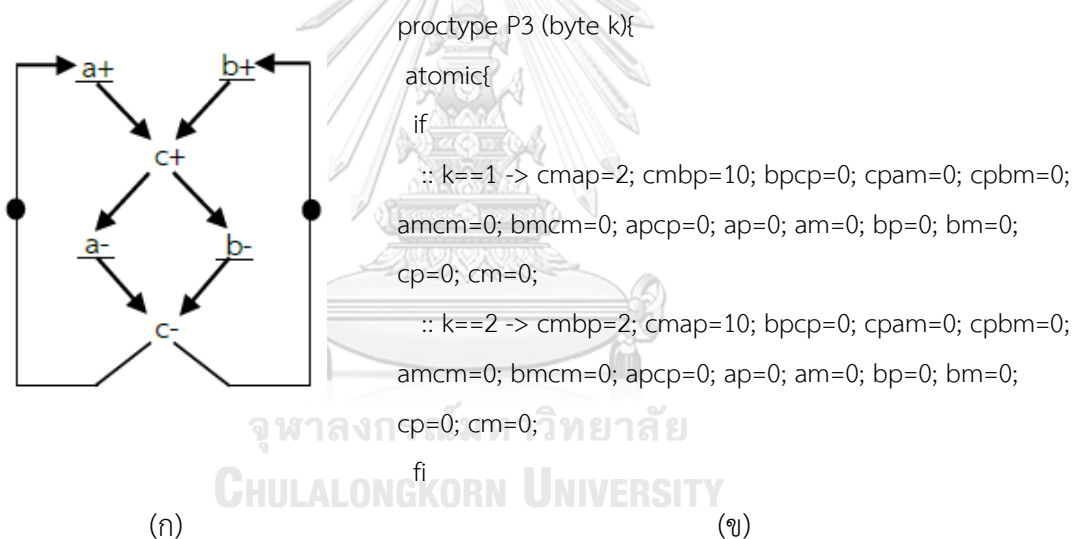 a+ b+
c+
a- b-
c-
proctype P3 (byte k){
atomic{
if
:: k==1 -> cmap=2; cmbp=10; bpcp=0; cpam=0; cpbm=0;
amcm=0; bmcm=0; apcp=0; ap=0; am=0; bp=0; bm=0;
cp=0; cm=0;
:: k==2 -> cmbp=2; cmap=10; bpcp=0; cpam=0; cpbm=0;
amcm=0; bmcm=0; apcp=0; ap=0; am=0; bp=0; bm=0;
cp=0; cm=0;
fi
จุฬาลงกรณ์มหาวิทยาลัย
CHULALONGKORN UNIVERSITY
(ก) (ข)